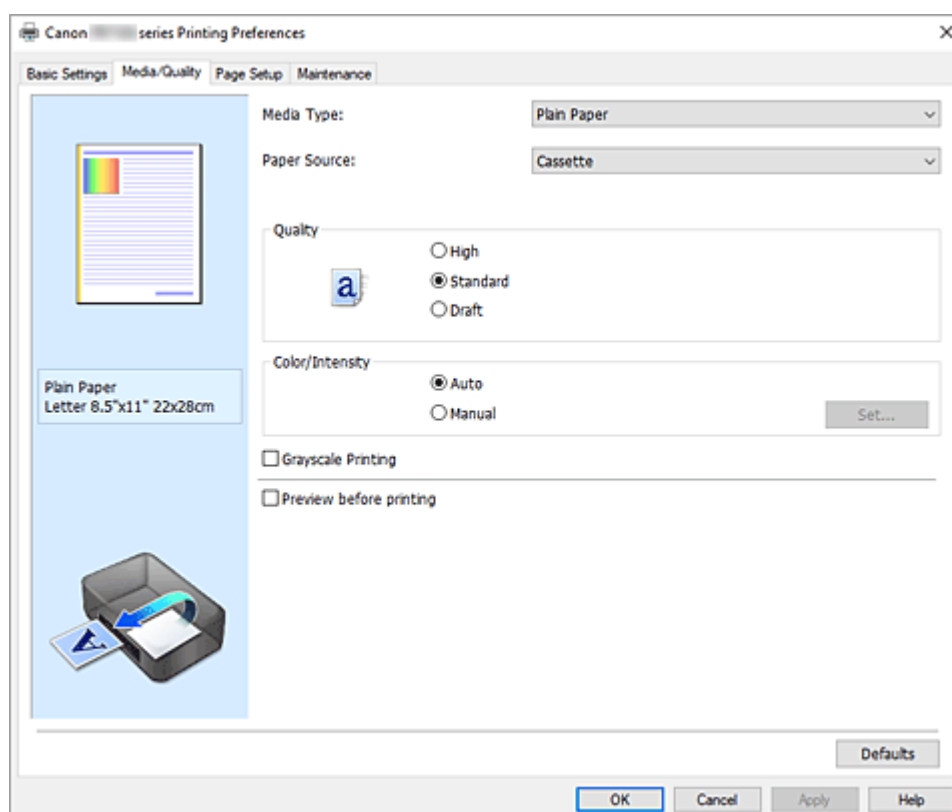 Canon series Printing Preferences
Basic Settings Media/Quality Page Setup Maintenance
Media Type: Plain Paper
Paper Source: Cassette
Quality
High
a Standard
Draft
Color/Intensity
Auto
Manual Set...
Plain Paper
Letter 8.5"x11" 22x28cm
Grayscale Printing
Preview before printing
A
Defaults
OK Cancel Apply Help